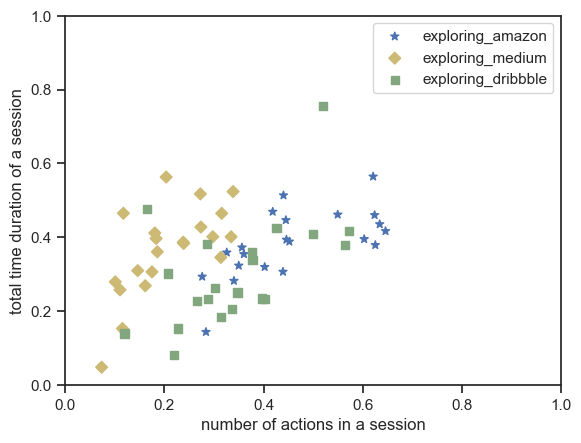 1.0
0.8
0.6
0.4
0.2
0.0
0.0 0.2 0.4 0.6 0.8 1.0
total time duration of a session
number of actions in a session
exploring_amazon
exploring_medium
exploring_dribbble